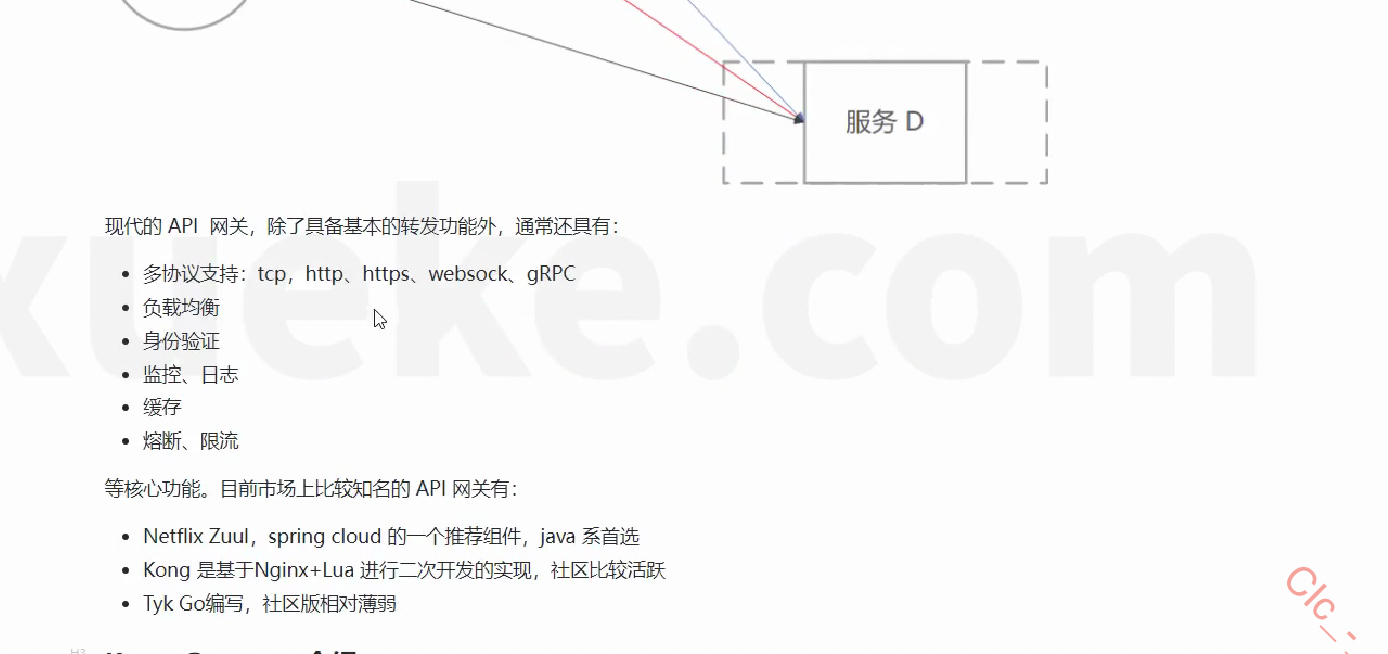 服务 D
现代的 API 网关，除了具备基本的转发功能外，通常还具有：
多协议支持：tcp，http、https、websock、gRPC
负载均衡
身份验证
监控、日志
缓存
熔断、限流
等核心功能。目前市场上比较知名的 API 网关有：
Netflix Zuul，spring cloud 的一个推荐组件，java 系首选
Kong 是基于Nginx+Lua 进行二次开发的实现，社区比较活跃
Tyk Go编写，社区版相对薄弱
xueke.com
Clc_
H3